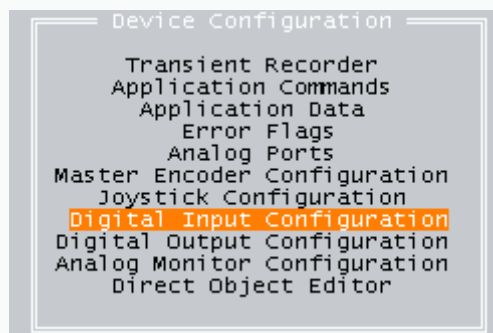 Device Configuration
Transient Recorder
Application Commands
Application Data
Error Flags
Analog Ports
Master Encoder Configuration
Joystick Configuration
Digital Input Configuration
Digital Output Configuration
Analog Monitor Configuration
Direct Object Editor